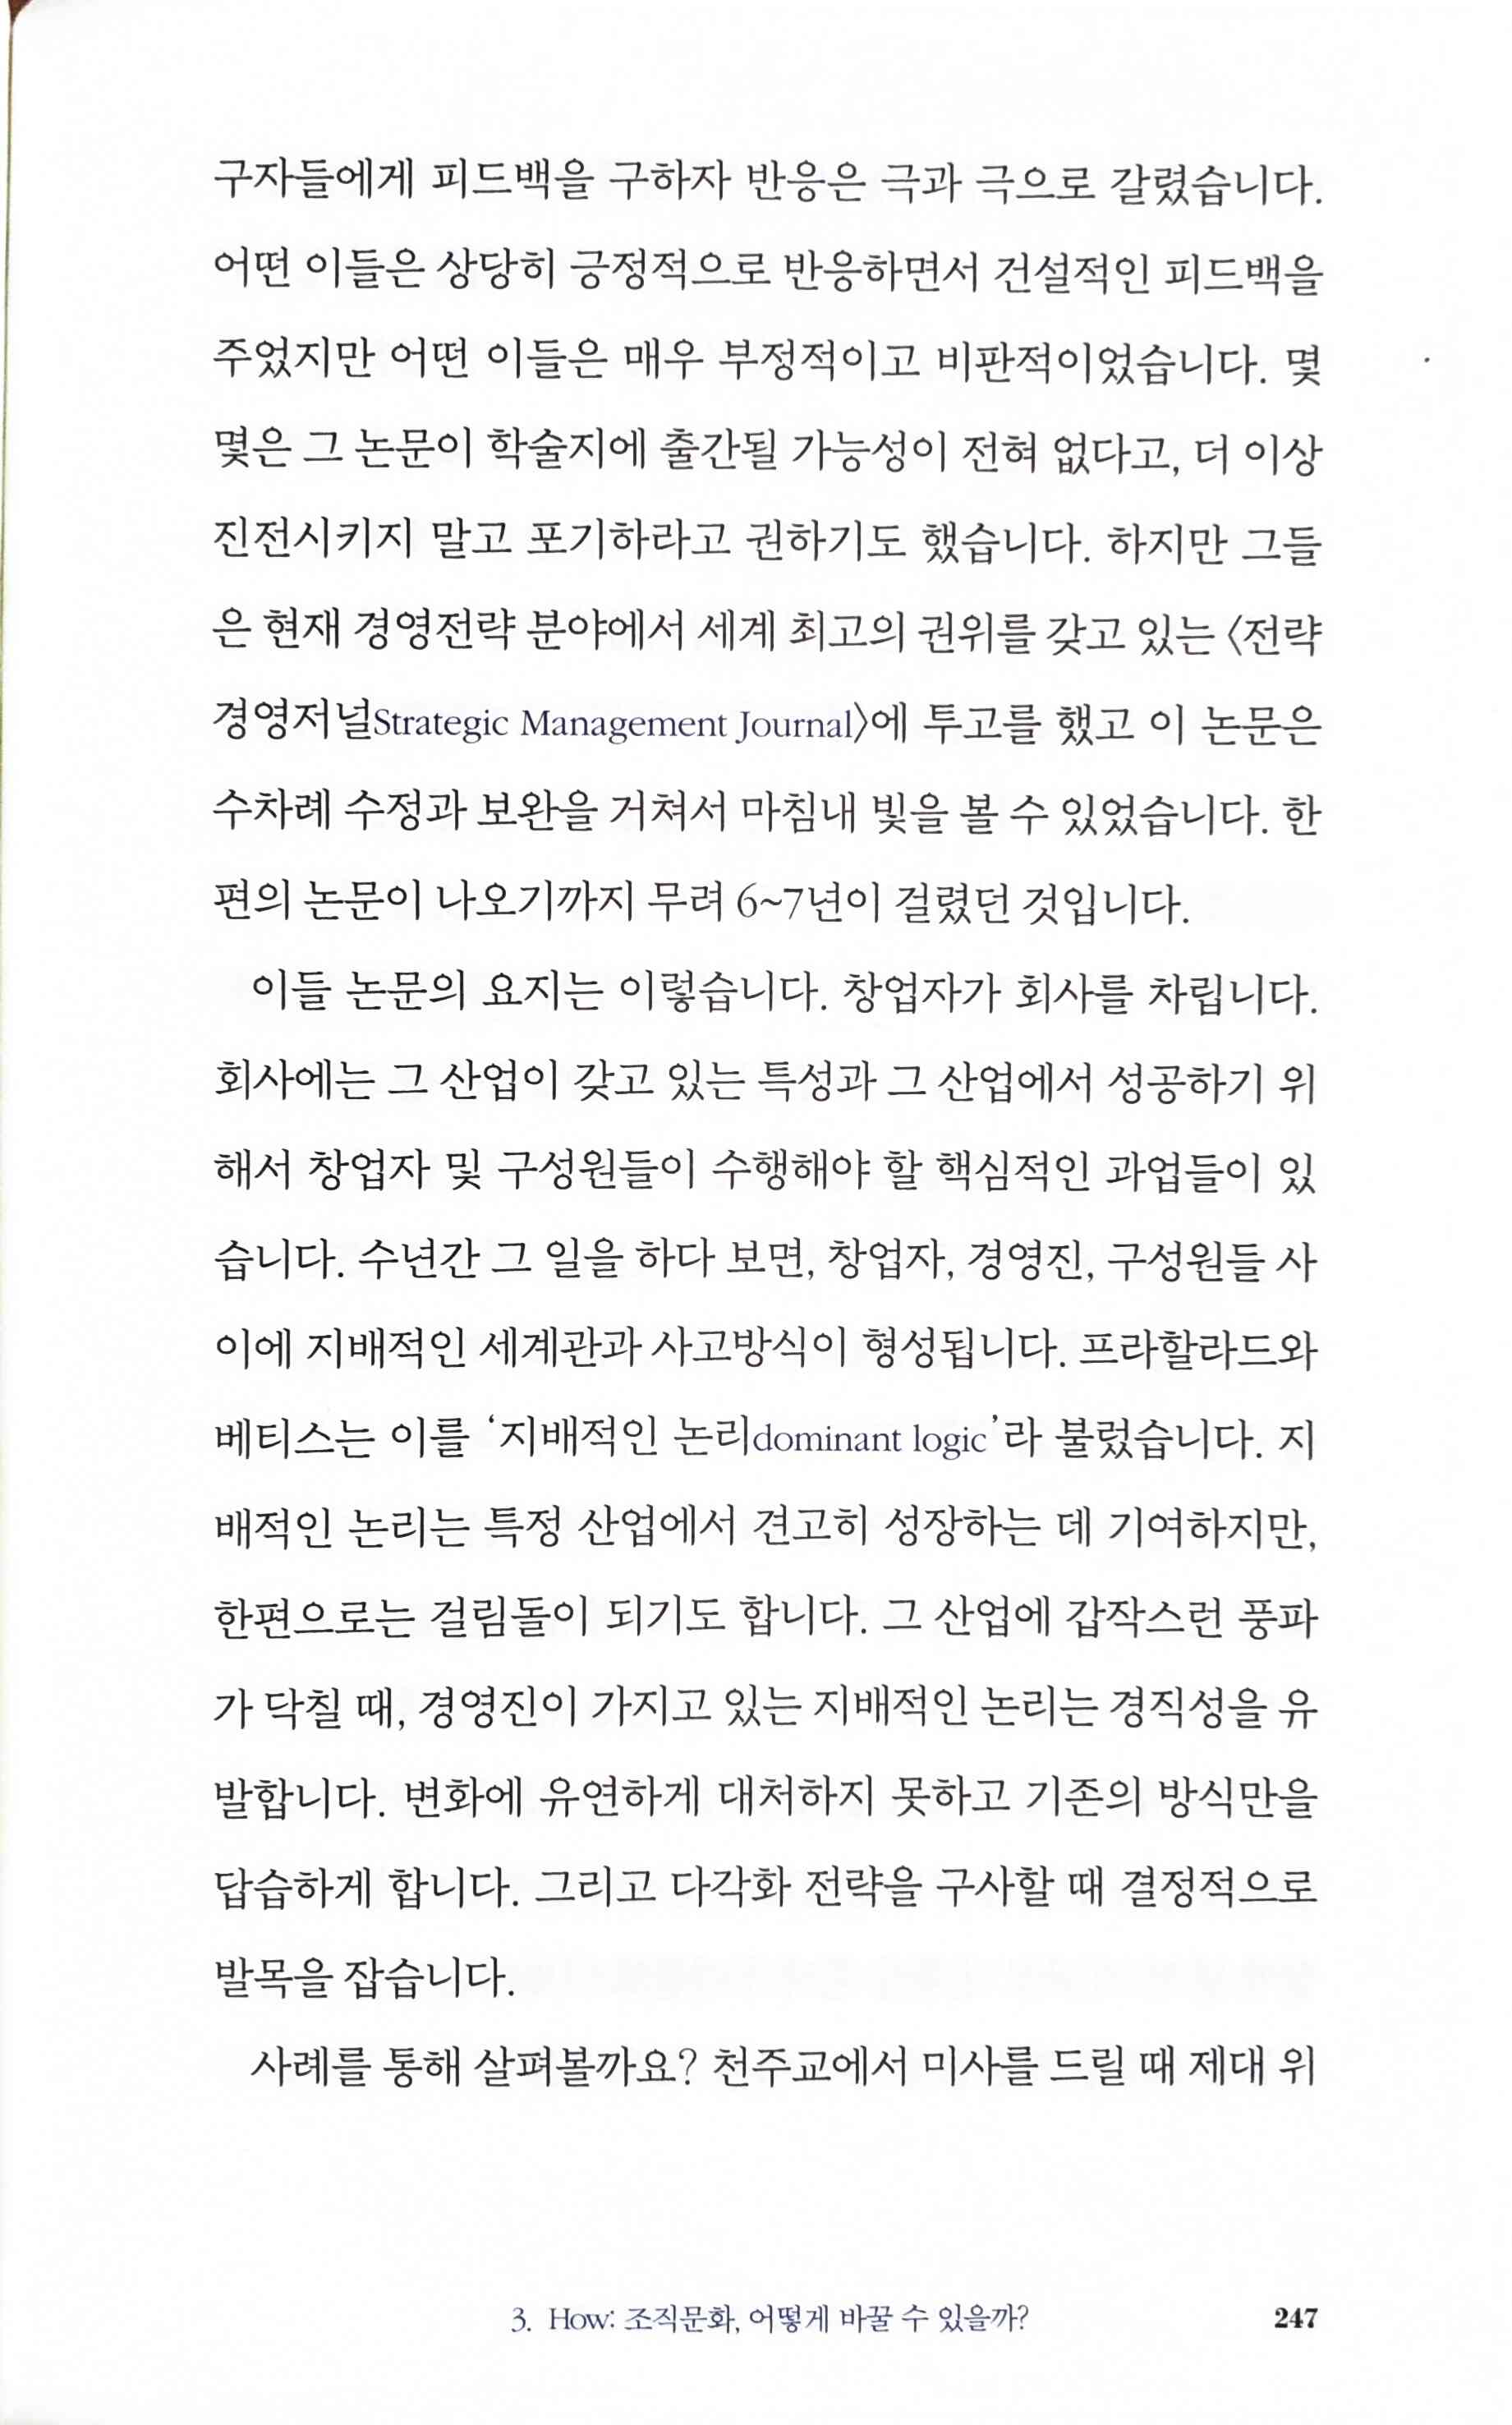 구자들에게 피드백을 구하자 반응은 극과 극으로 갈렸습니다.
어떤 이들은 상당히 긍정적으로 반응하면서 건설적인 피드백을
주었지만 어떤 이들은 매우 부정적이고 비판적이었습니다. 몇
몇은 그 논문이 학술지에 출간될 가능성이 전혀 없다고, 더 이상
진전시키지 말고 포기하라고 권하기도 했습니다. 하지만 그들
은 현재 경영전략 분야에서 세계 최고의 권위를 갖고 있는 〈전략
경영저널Strategic Management Journal〉에 투고를 했고 이 논문은
수차례 수정과 보완을 거쳐서 마침내 빛을 볼 수 있었습니다. 한
편의 논문이 나오기까지 무려 6~7년이 걸렸던 것입니다.
이들 논문의 요지는 이렇습니다. 창업자가 회사를 차립니다.
회사에는 그 산업이 갖고 있는 특성과 그 산업에서 성공하기 위
해서 창업자 및 구성원들이 수행해야 할 핵심적인 과업들이 있
습니다. 수년간 그 일을 하다 보면, 창업자, 경영진, 구성원들 사
이에 지배적인 세계관과 사고방식이 형성됩니다. 프라할라드와
베티스는 이를 ‘지배적인 논리dominant logic’라 불렀습니다. 지
배적인 논리는 특정 산업에서 견고히 성장하는 데 기여하지만,
한편으로는 걸림돌이 되기도 합니다. 그 산업에 갑작스런 풍파
가 닥칠 때, 경영진이 가지고 있는 지배적인 논리는 경직성을 유
발합니다. 변화에 유연하게 대처하지 못하고 기존의 방식만을
답습하게 합니다. 그리고 다각화 전략을 구사할 때 결정적으로
발목을 잡습니다.
사례를 통해 살펴볼까요? 천주교에서 미사를 드릴 때 제대 위
3. How: 조직문화, 어떻게 바꿀 수 있을까? 247